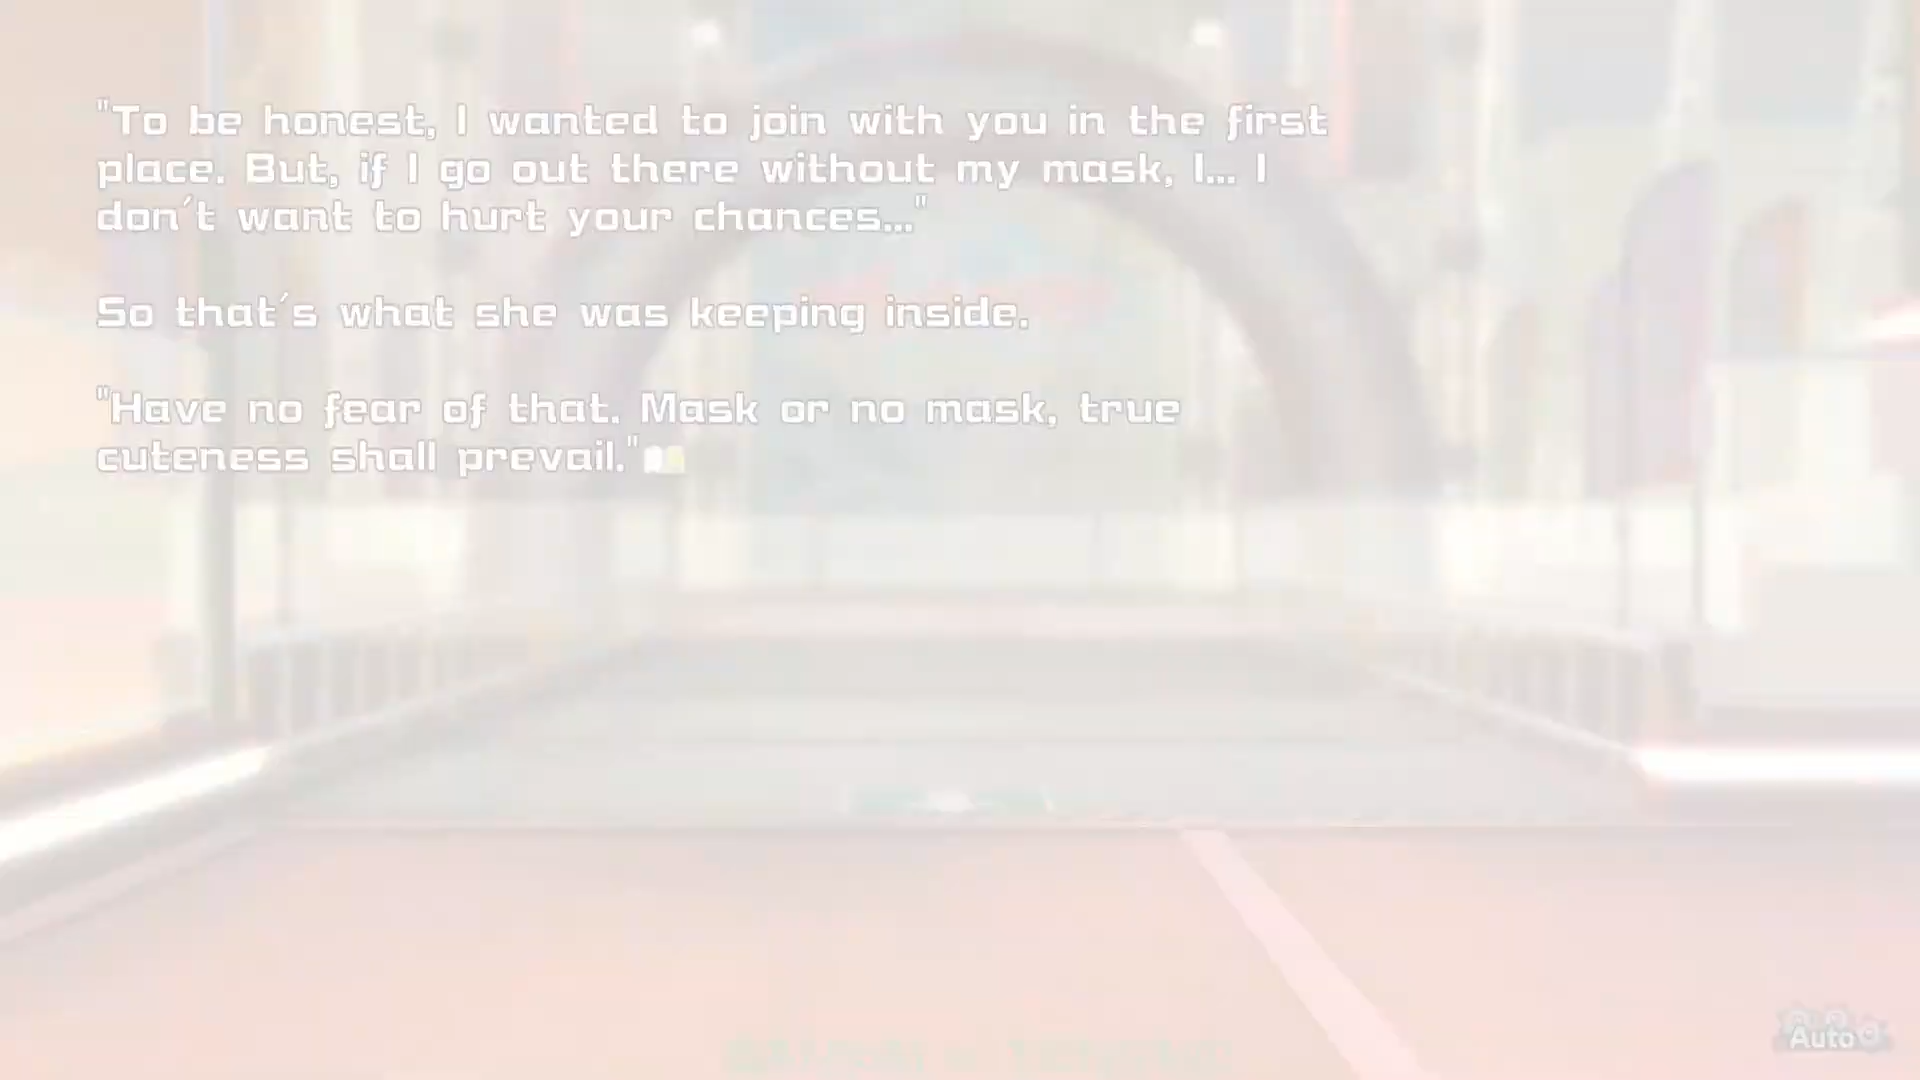 "To be honest, I wanted to join with you in the first
place. But, if I go out there without my mask, I... I
don't want to hurt your chances..."
So that's what she was keeping inside.
"Have no fear of that. Mask or no mask, true
cuteness shall prevail."
Auto